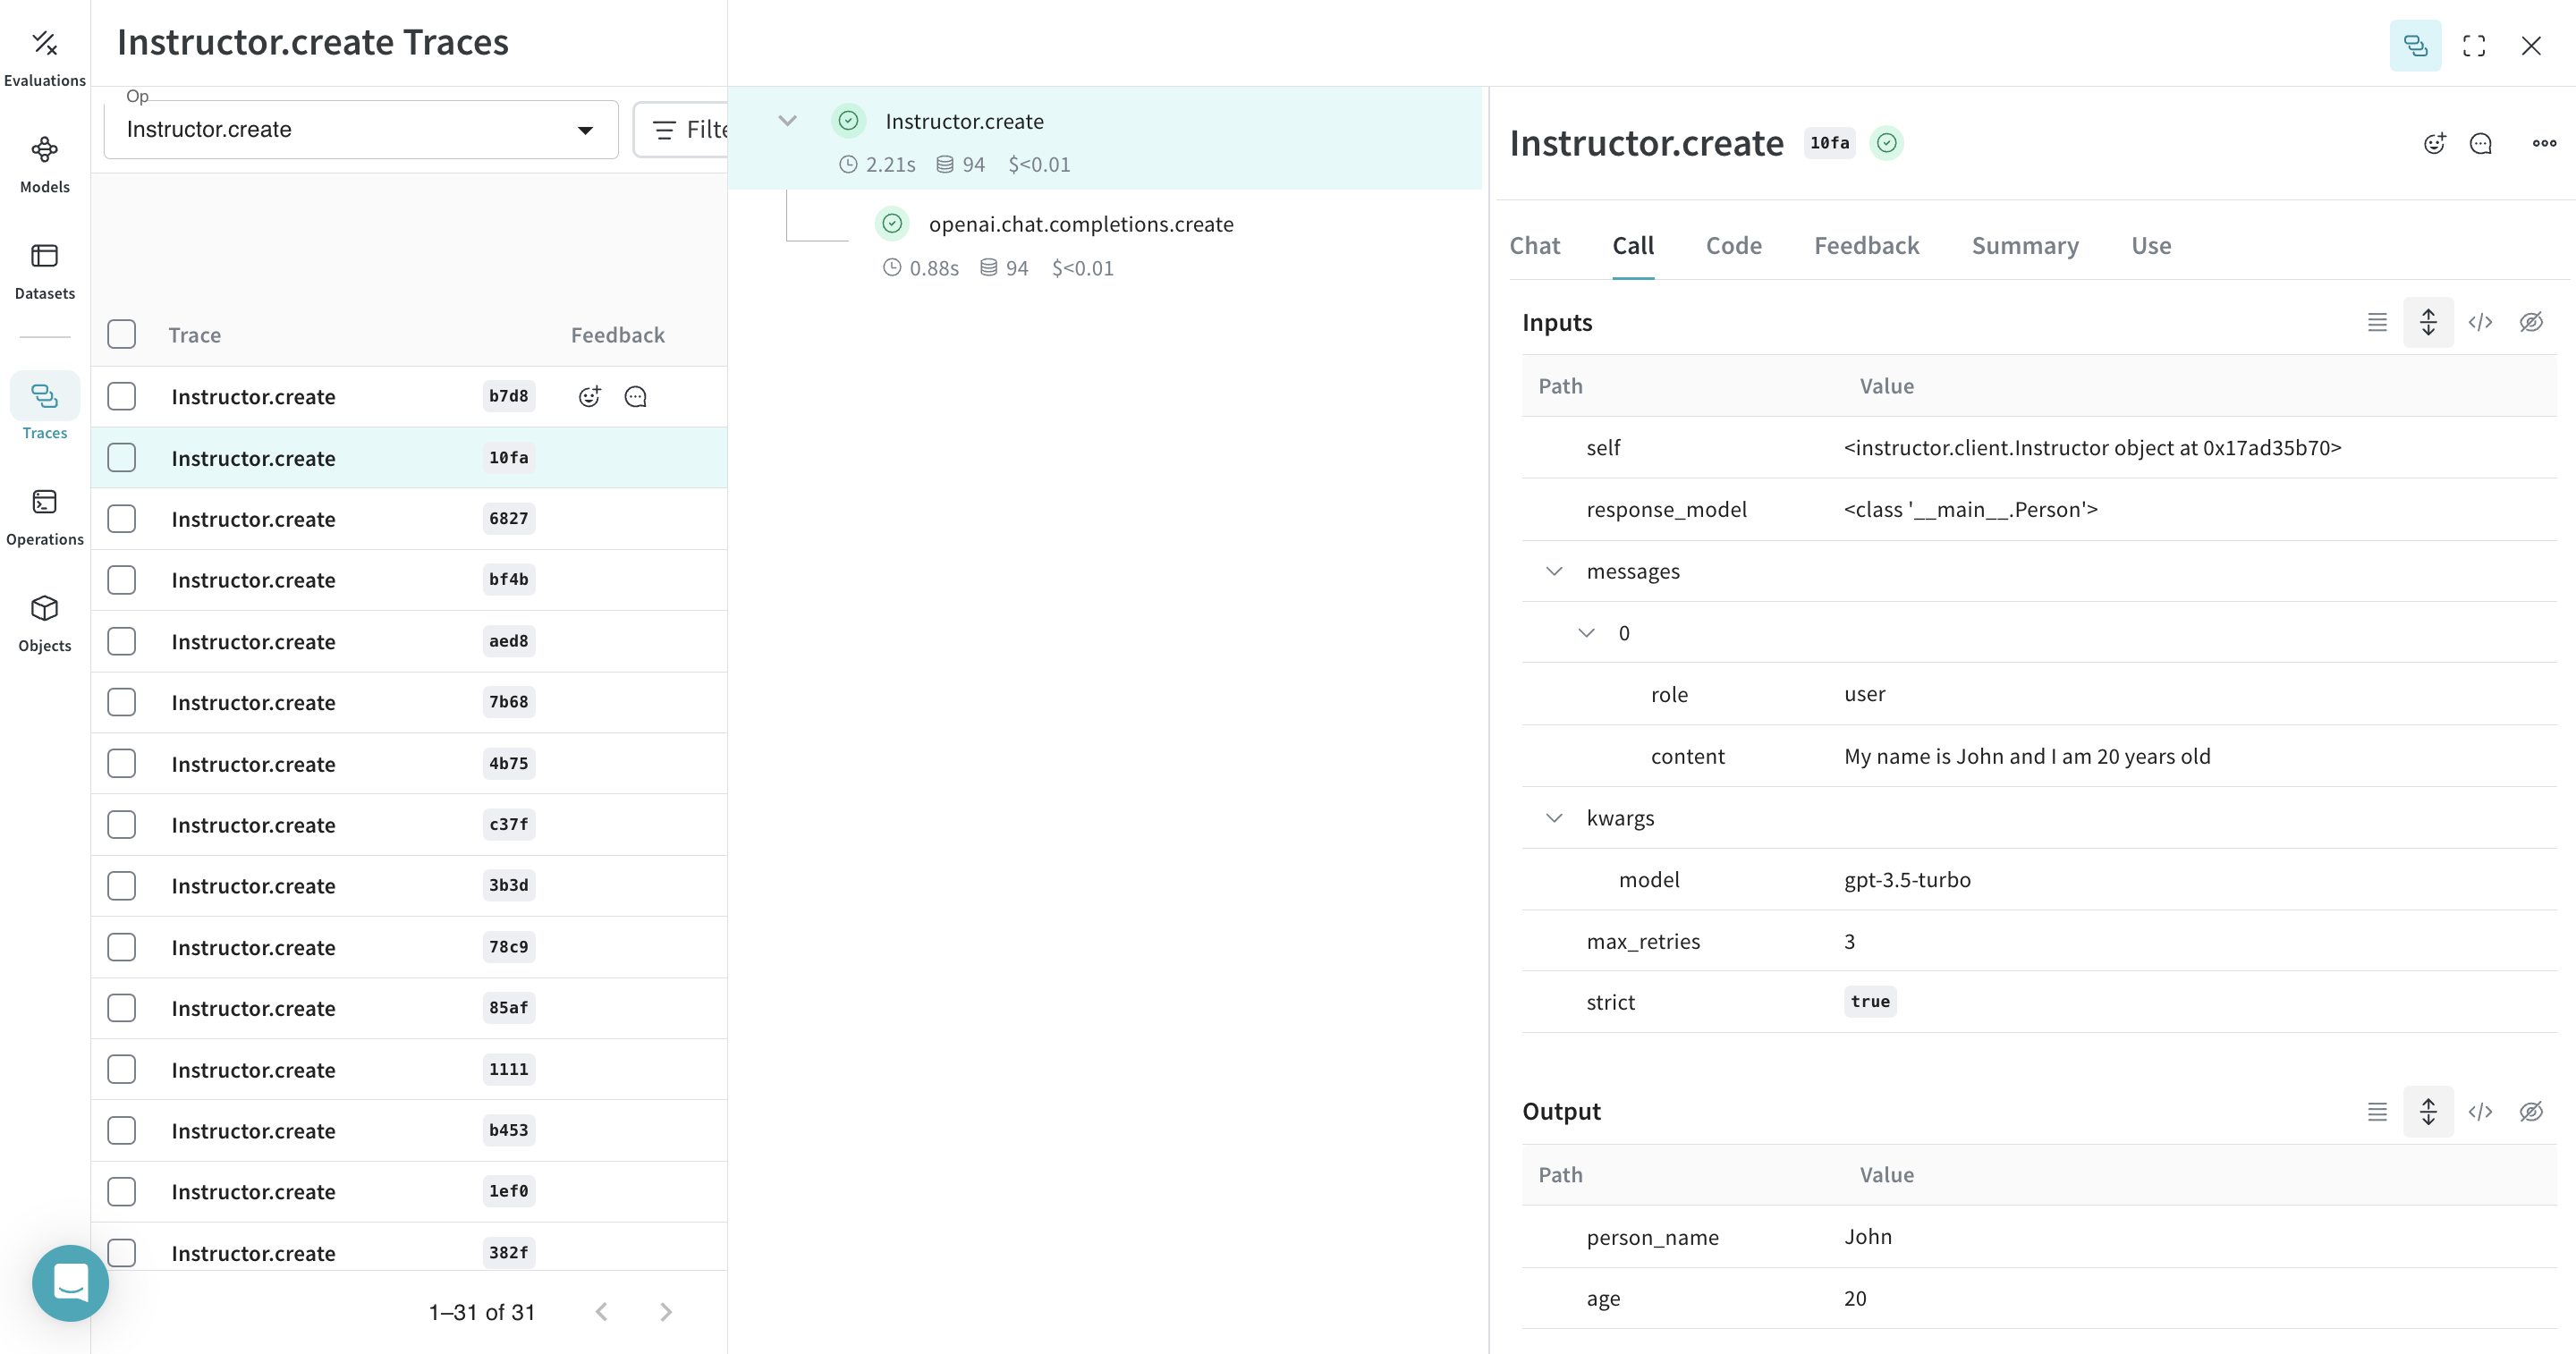 Evaluations
Models
Datasets
Traces
Operations
Objects
Instructor.create Traces
Op
Instructor.create
Filte
Trace Feedback
Instructor.create b7d8
Instructor.create 10fa
Instructor.create 6827
Instructor.create bf4b
Instructor.create aed8
Instructor.create 7b68
Instructor.create 4b75
Instructor.create c37f
Instructor.create 3b3d
Instructor.create 78c9
Instructor.create 85af
Instructor.create 1111
Instructor.create b453
Instructor.create 1ef0
Instructor.create 382f
1–31 of 31
Instructor.create
2.21s 94 $<0.01
openai.chat.completions.create
0.88s 94 $<0.01
Instructor.create 10fa
Chat Call Code Feedback Summary Use
Inputs
Path Value
self <instructor.client.Instructor object at 0x17ad35b70>
response_model <class '__main__.Person'>
messages
0
role user
content My name is John and I am 20 years old
kwargs
model gpt-3.5-turbo
max_retries 3
strict true
Output
Path Value
person_name John
age 20